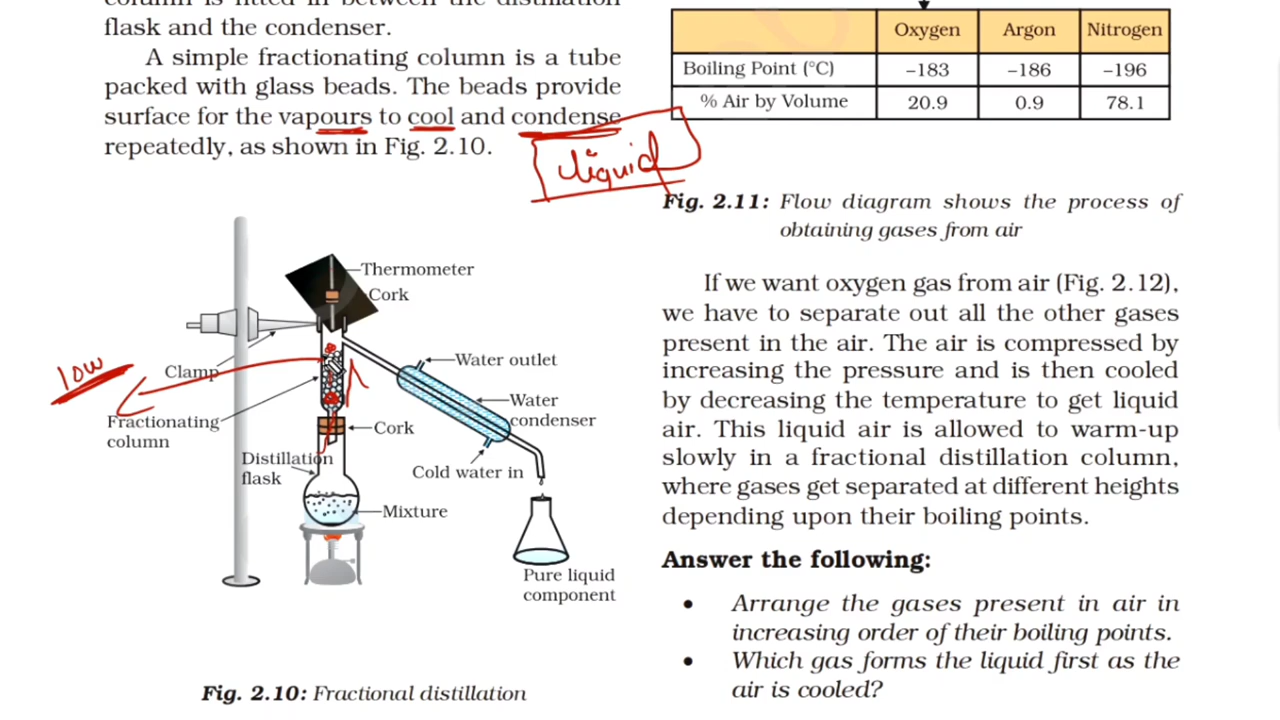 column is fitted in between the distillation
flask and the condenser.
A simple fractionating column is a tube
packed with glass beads. The beads provide
surface for the vapours to cool and condense
repeatedly, as shown in Fig. 2.10.
liquid
low
Thermometer
Cork
Clamp
Water outlet
Fractionating
column
Water
condenser
Cork
Distillation
flask
Cold water in
Mixture
Pure liquid
component
Fig. 2.10: Fractional distillation
Oxygen Argon Nitrogen
Boiling Point (°C) –183 –186 –196
% Air by Volume 20.9 0.9 78.1
Fig. 2.11: Flow diagram shows the process of
obtaining gases from air
If we want oxygen gas from air (Fig. 2.12),
we have to separate out all the other gases
present in the air. The air is compressed by
increasing the pressure and is then cooled
by decreasing the temperature to get liquid
air. This liquid air is allowed to warm-up
slowly in a fractional distillation column,
where gases get separated at different heights
depending upon their boiling points.
Answer the following:
• Arrange the gases present in air in
increasing order of their boiling points.
• Which gas forms the liquid first as the
air is cooled?